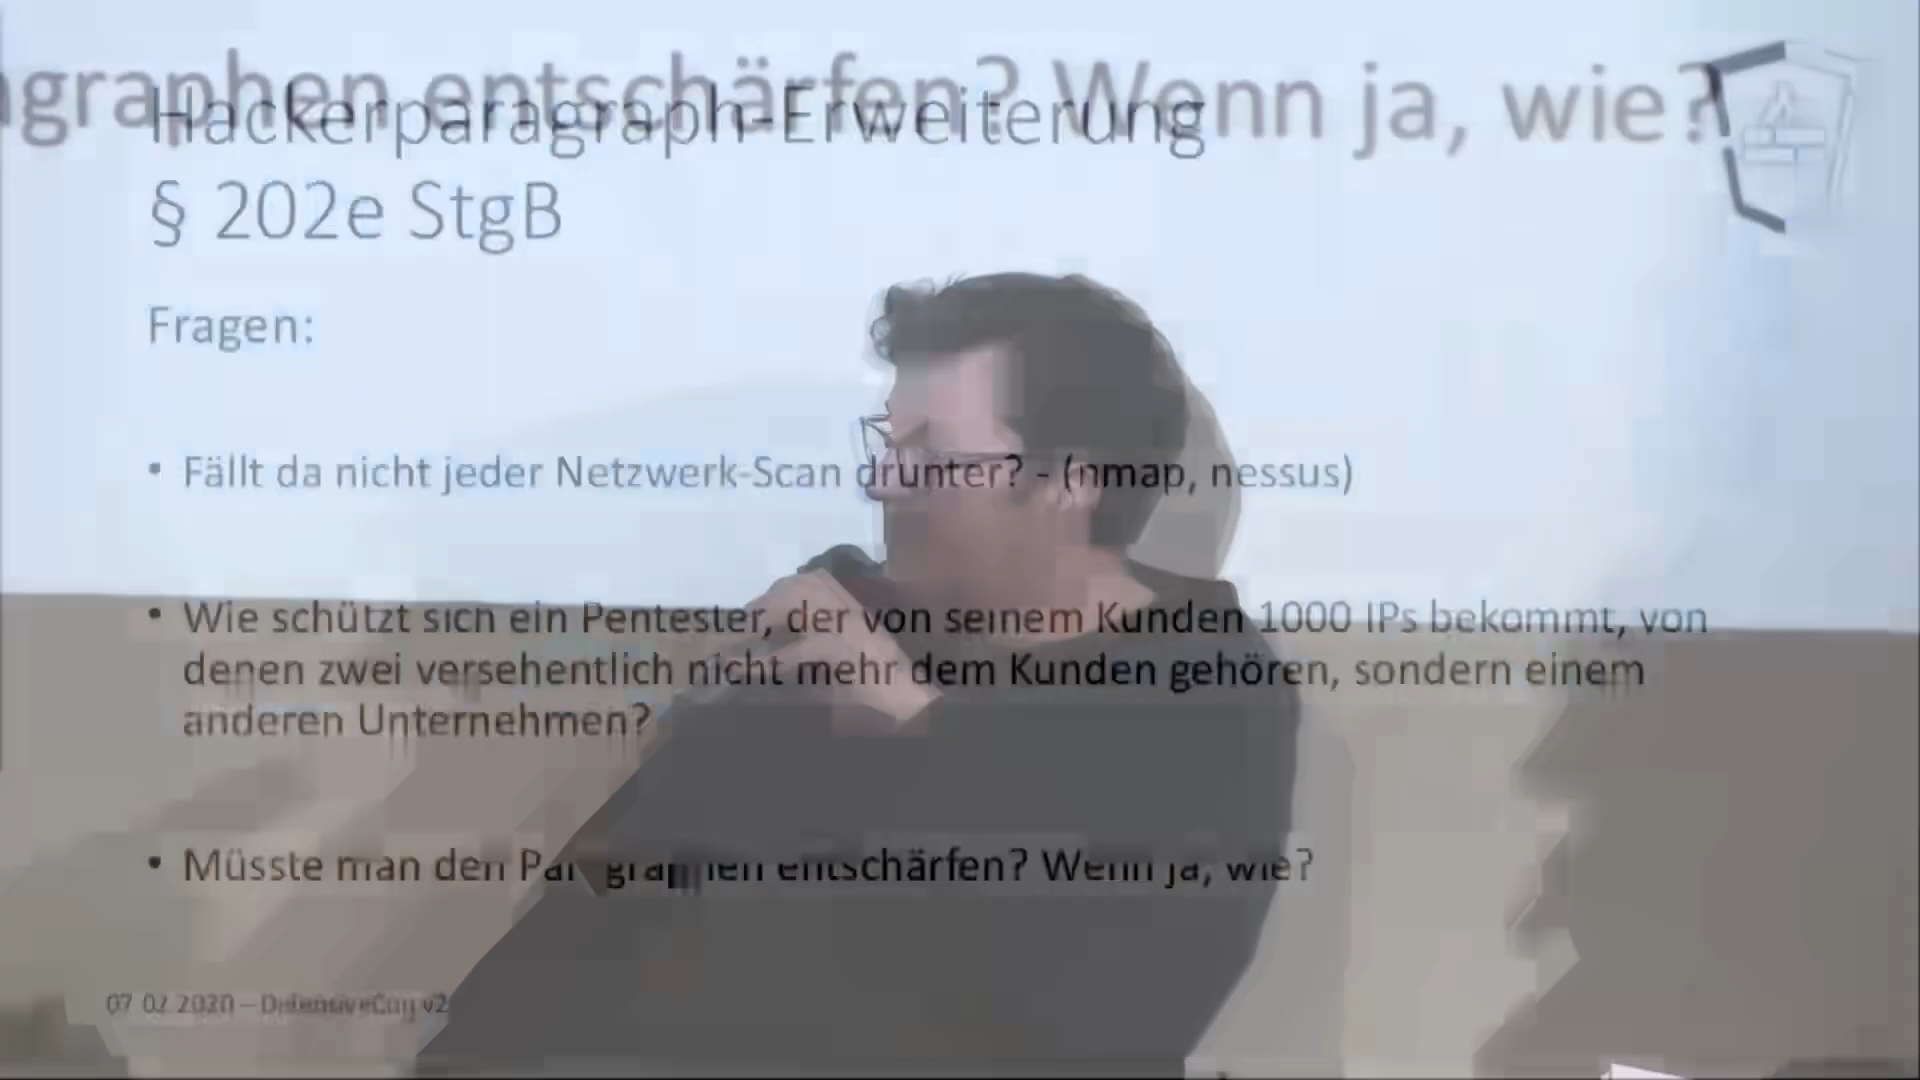 graphen entschärfen? Wenn ja, wie?
Hackerparagraph-Erweiterung
§ 202e StgB
Fragen:
• Fällt da nicht jeder Netzwerk-Scan drunter? - (nmap, nessus)
• Wie schützt sich ein Pentester, der von seinem Kunden 1000 IPs bekommt, von
denen zwei versehentlich nicht mehr dem Kunden gehören, sondern einem
anderen Unternehmen?
• Müsste man den Paragraphen entschärfen? Wenn ja, wie?
07.02.2020 – DefensiveCon v2